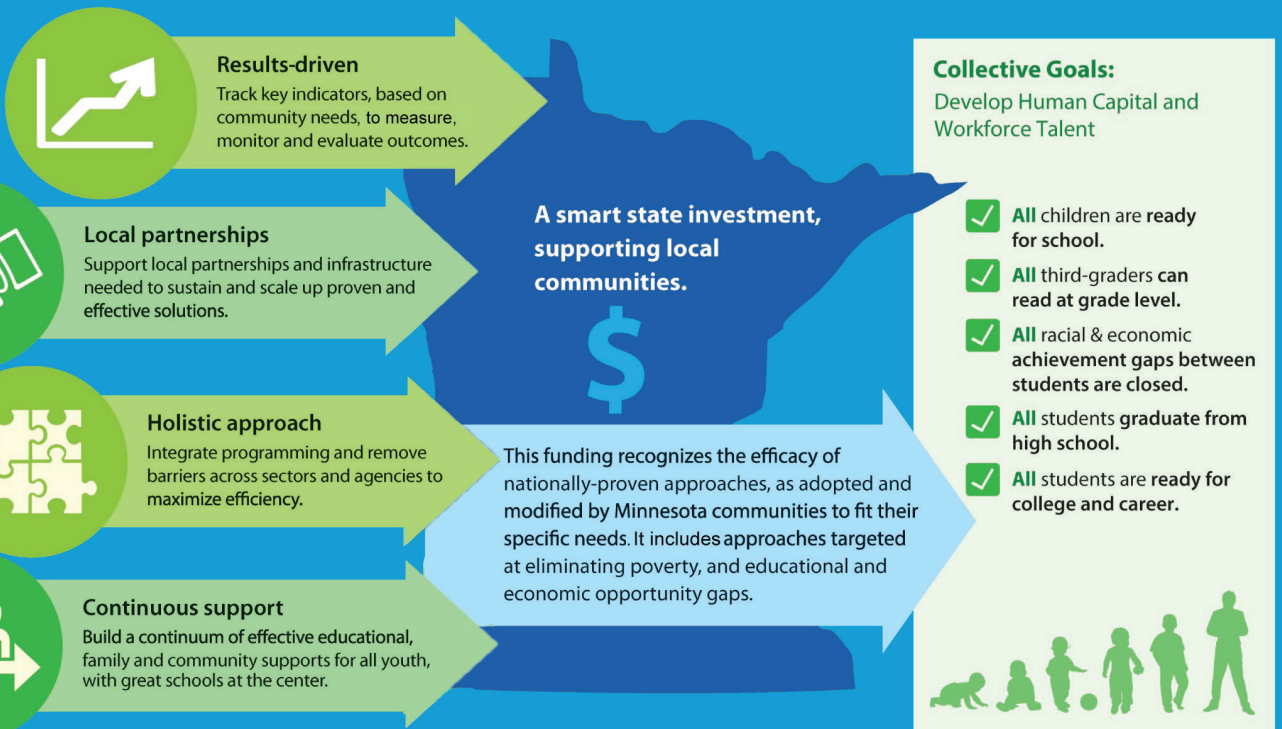 Results-driven
Track key indicators, based on
community needs, to measure,
monitor and evaluate outcomes.
Local partnerships
Support local partnerships and infrastructure
needed to sustain and scale up proven and
effective solutions.
Holistic approach
Integrate programming and remove
barriers across sectors and agencies to
maximize efficiency.
Continuous support
Build a continuum of effective educational,
family and community supports for all youth,
with great schools at the center.
A smart state investment,
supporting local
communities.
$
This funding recognizes the efficacy of
nationally-proven approaches, as adopted and
modified by Minnesota communities to fit their
specific needs. It includes approaches targeted
at eliminating poverty, and educational and
economic opportunity gaps.
Collective Goals:
Develop Human Capital and
Workforce Talent
All children are ready
for school.
All third-graders can
read at grade level.
All racial & economic
achievement gaps between
students are closed.
All students graduate from
high school.
All students are ready for
college and career.